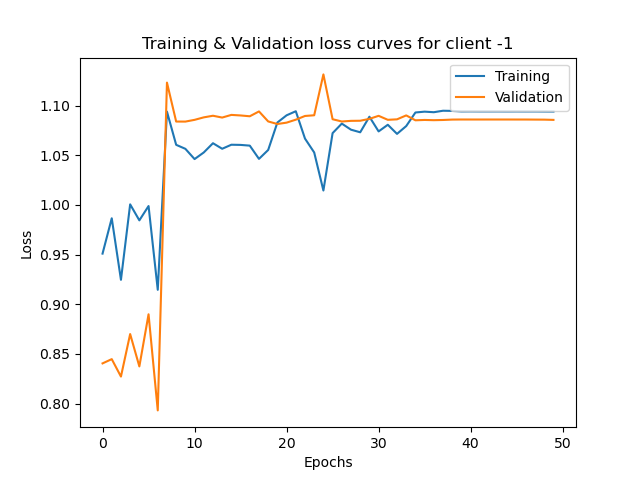 Training & Validation loss curves for client -1
Training
Validation
1.10
1.05
1.00
0.95
0.90
0.85
0.80
Loss
0
10
20
30
40
50
Epochs